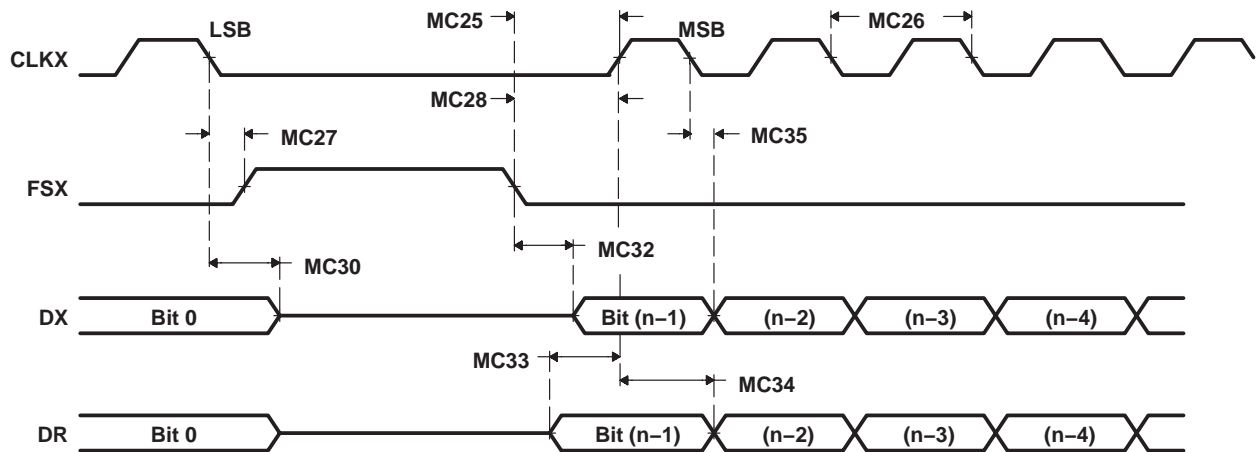 LSB MC25 MSB MC26
CLKX
MC28
MC27 MC35
FSX
MC32
MC30
DX Bit 0 Bit (n−1) (n−2) (n−3) (n−4)
MC33
MC34
DR Bit 0 Bit (n−1) (n−2) (n−3) (n−4)